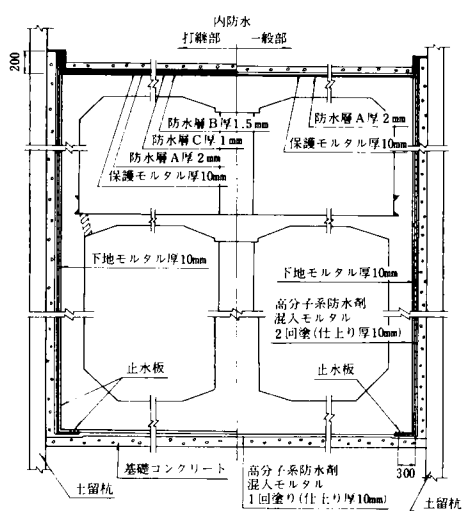 内防水
打継部 一般部
200
防水層B厚1.5mm
防水層C厚1mm
防水層A厚2mm
保護モルタル厚10mm
防水層A厚2mm
保護モルタル厚10mm
下地モルタル厚10mm
下地モルタル厚10mm
高分子系防水剤
混入モルタル
2回塗(仕上り厚10mm)
止水板
止水板
基礎コンクリート
高分子系防水剤
混入モルタル
1回塗り(仕上り厚10mm)
300
土留杭
土留杭